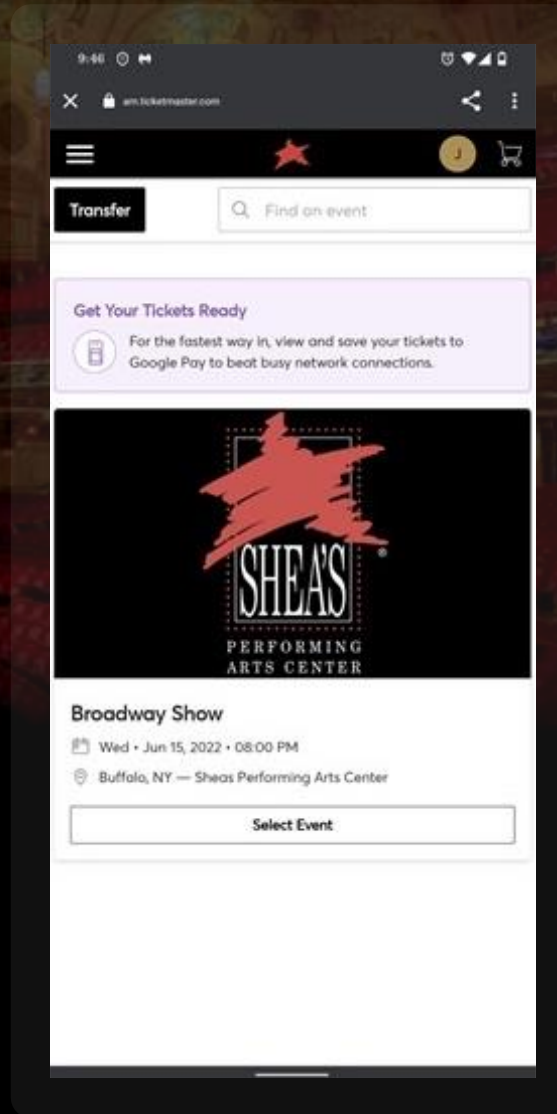 9:46
am.ticketmaster.com
J
Transfer
Find an event
Get Your Tickets Ready
For the fastest way in, view and save your tickets to
Google Pay to beat busy network connections.
SHEA'S
®
PERFORMING
ARTS CENTER
Broadway Show
Wed • Jun 15, 2022 • 08:00 PM
Buffalo, NY — Sheas Performing Arts Center
Select Event